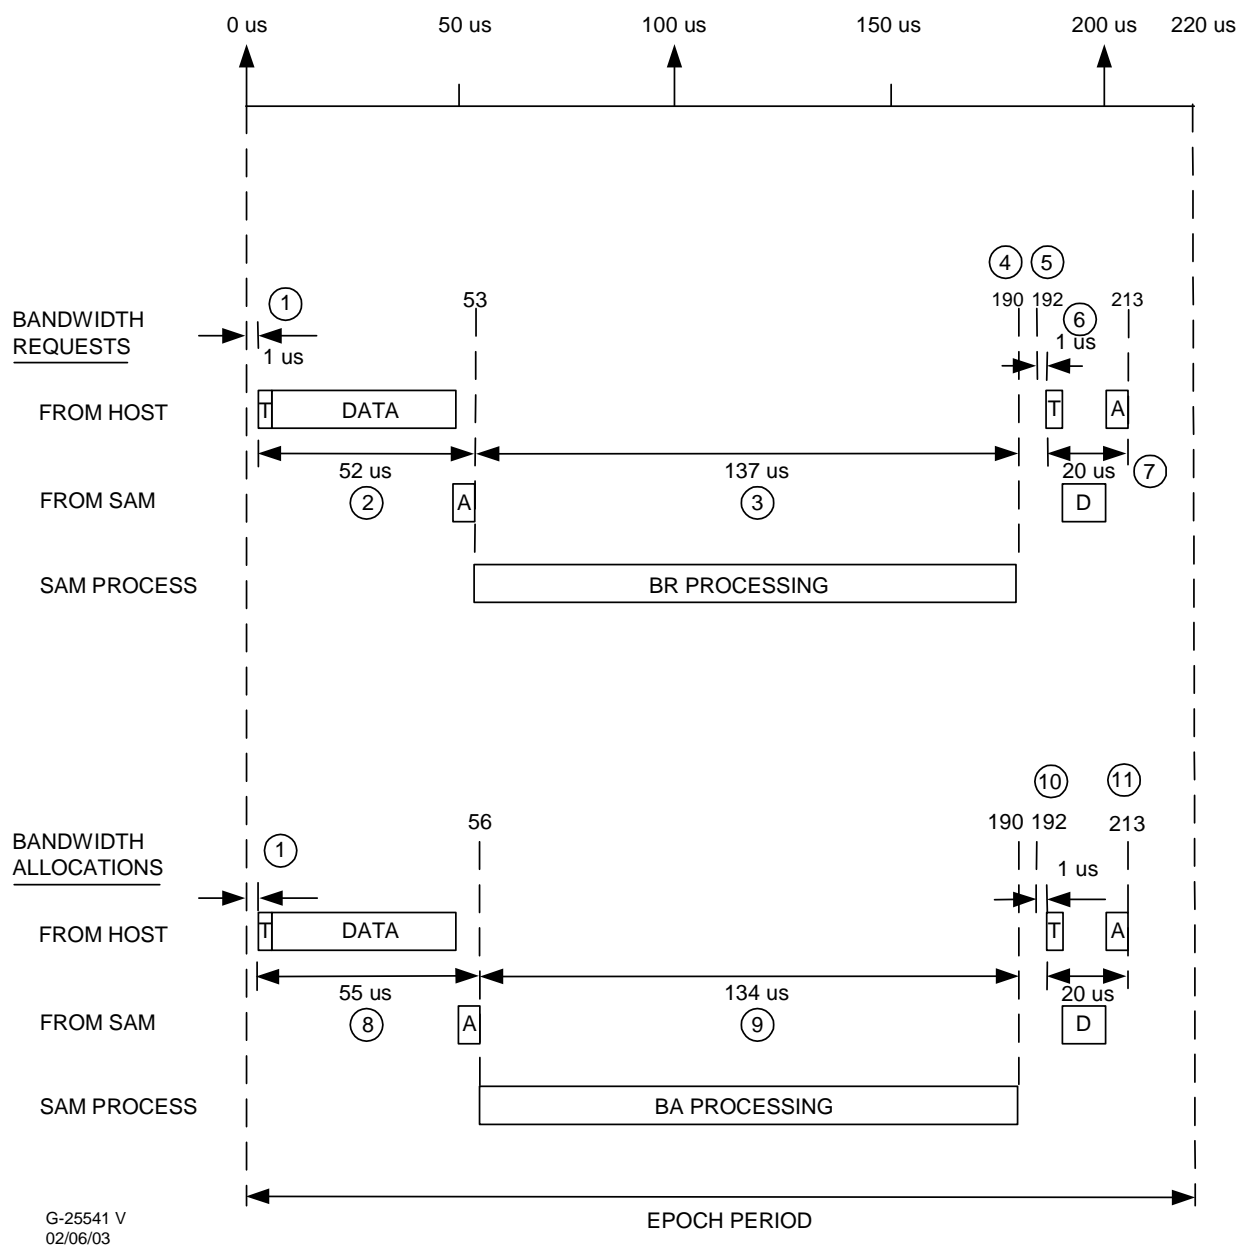 0 us 50 us 100 us 150 us 200 us 220 us
4 5
1 53 190 192 213
BANDWIDTH
REQUESTS
6
1 us 1 us
FROM HOST T DATA T A
52 us 137 us 20 us 7
FROM SAM 2 A 3 D
SAM PROCESS BR PROCESSING
10 11
56 190 192 213
BANDWIDTH
ALLOCATIONS
1 1 us
FROM HOST T DATA T A
55 us 134 us 20 us
FROM SAM 8 A 9 D
SAM PROCESS BA PROCESSING
EPOCH PERIOD
G-25541 V
02/06/03